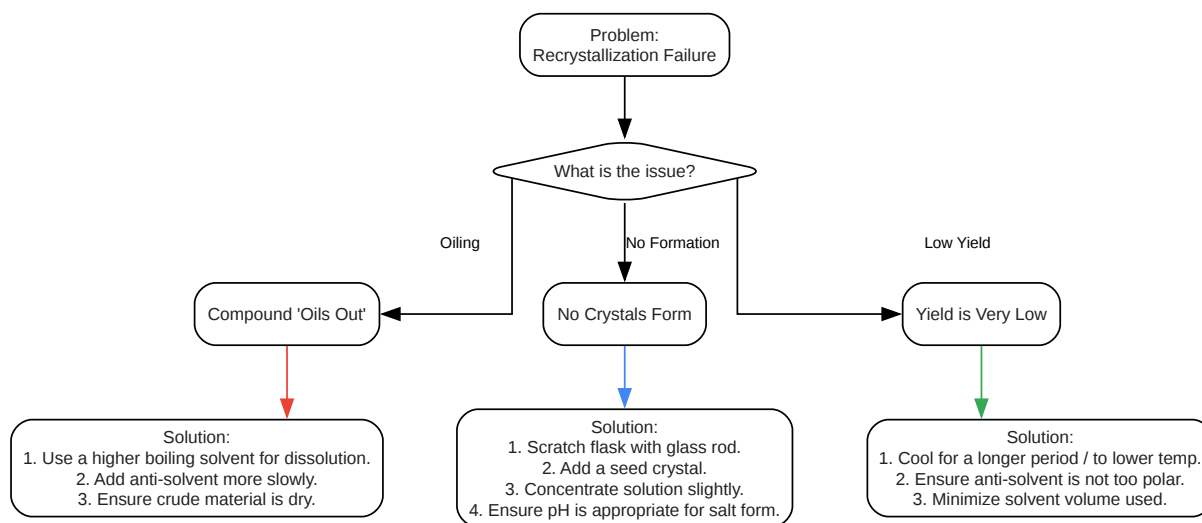 Problem:
Recrystallization Failure
What is the issue?
Oiling
No Formation
Low Yield
Compound 'Oils Out'
No Crystals Form
Yield is Very Low
Solution:
1. Use a higher boiling solvent for dissolution.
2. Add anti-solvent more slowly.
3. Ensure crude material is dry.
Solution:
1. Scratch flask with glass rod.
2. Add a seed crystal.
3. Concentrate solution slightly.
4. Ensure pH is appropriate for salt form.
Solution:
1. Cool for a longer period / to lower temp.
2. Ensure anti-solvent is not too polar.
3. Minimize solvent volume used.